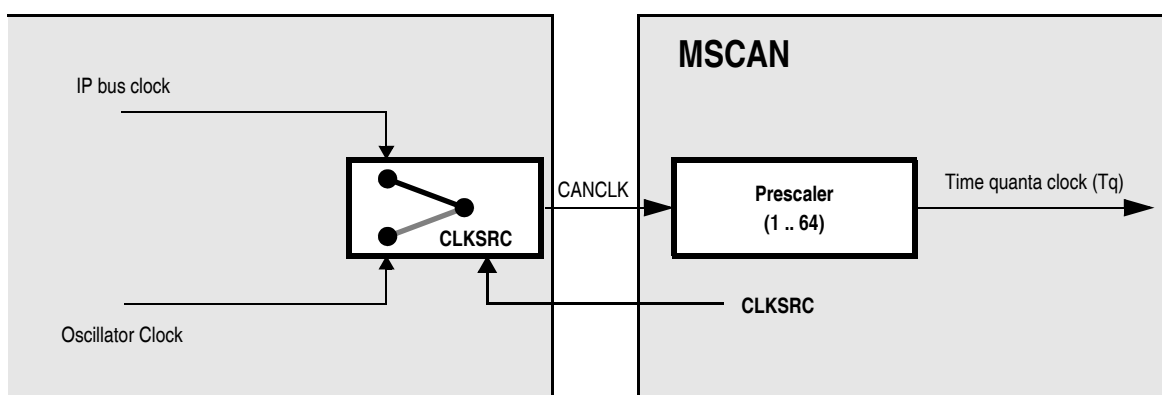 MSCAN
IP bus clock
CANCLK
Prescaler
(1 .. 64)
Time quanta clock (Tq)
CLKSRC
CLKSRC
Oscillator Clock